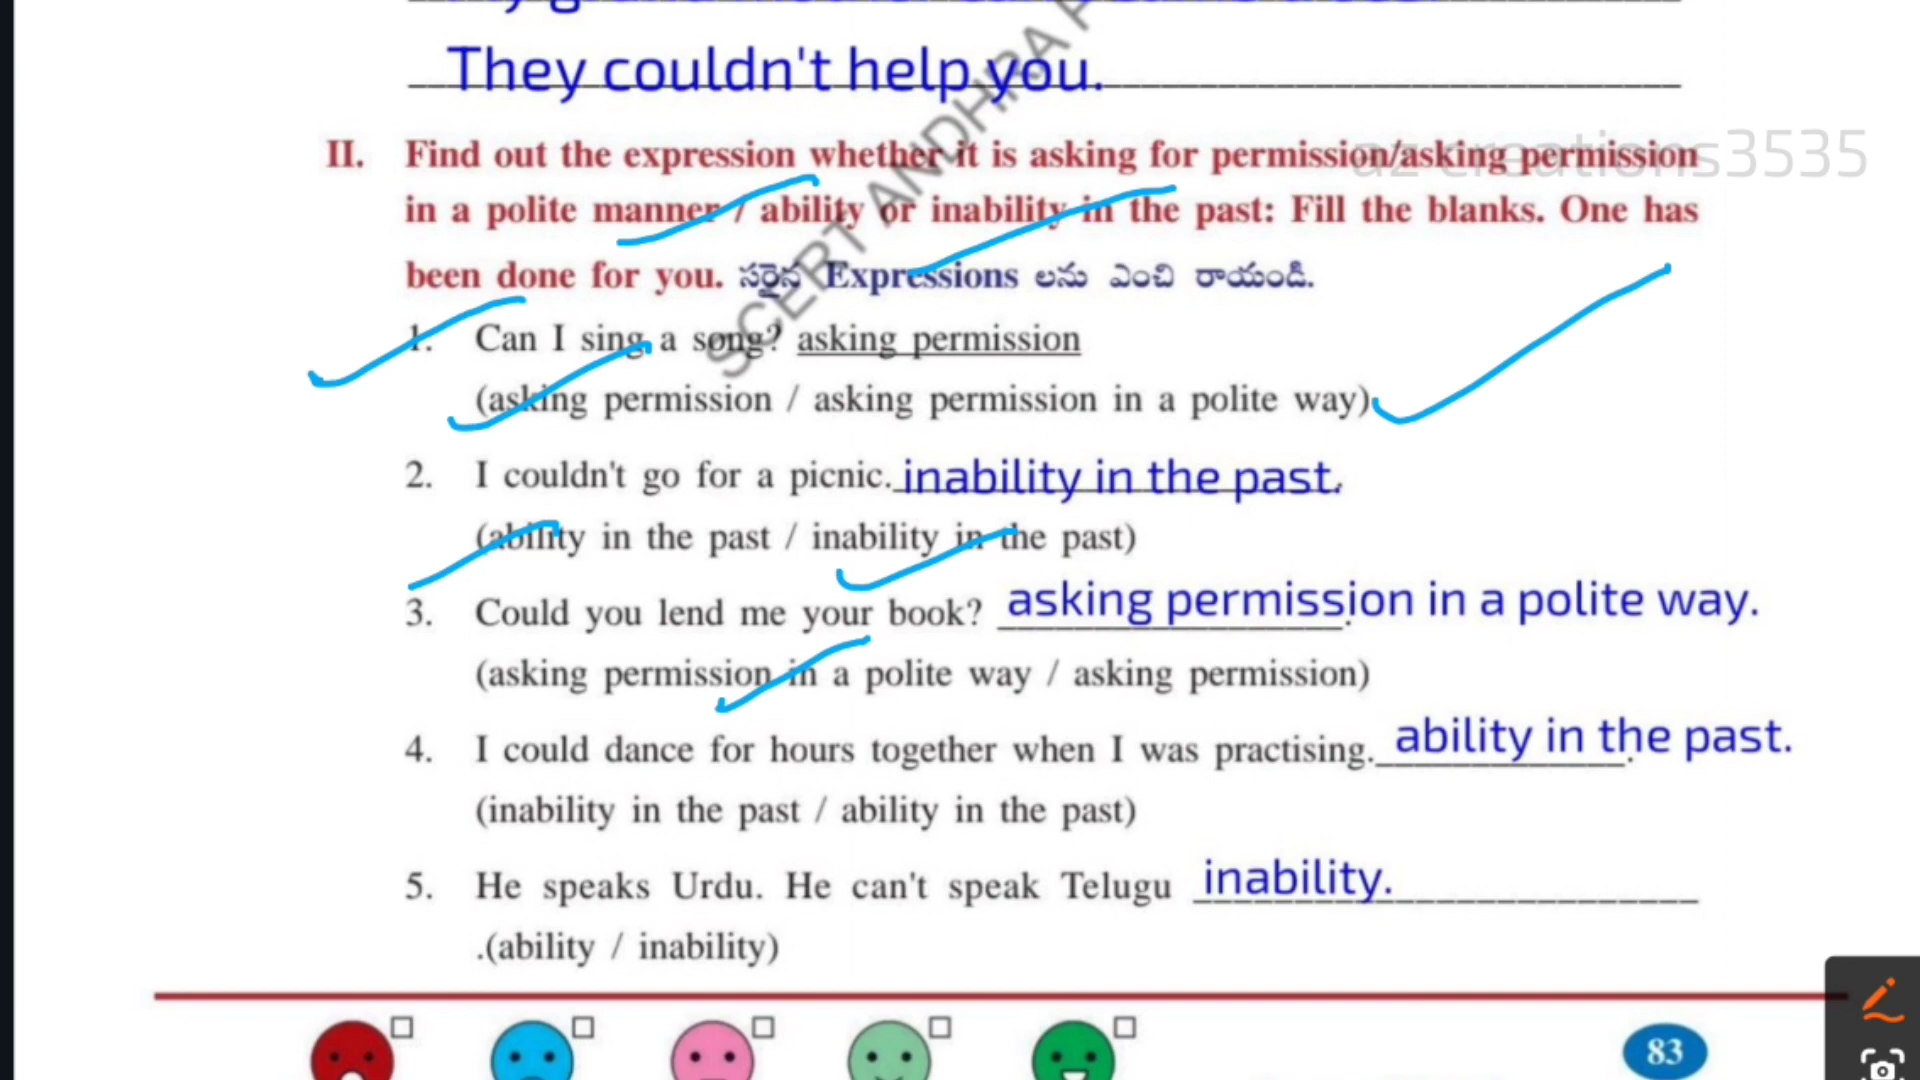 They couldn't help you.
SCERT ANDHRA P
az creations3535
II. Find out the expression whether it is asking for permission/asking permission
in a polite manner / ability or inability in the past: Fill the blanks. One has
been done for you. సరైన Expressions లను ఎంచి రాయండి.
1. Can I sing a song? asking permission
(asking permission / asking permission in a polite way)
2. I couldn't go for a picnic. inability in the past.
(ability in the past / inability in the past)
3. Could you lend me your book? asking permission in a polite way.
(asking permission in a polite way / asking permission)
4. I could dance for hours together when I was practising. ability in the past.
(inability in the past / ability in the past)
5. He speaks Urdu. He can't speak Telugu inability.
.(ability / inability)
83